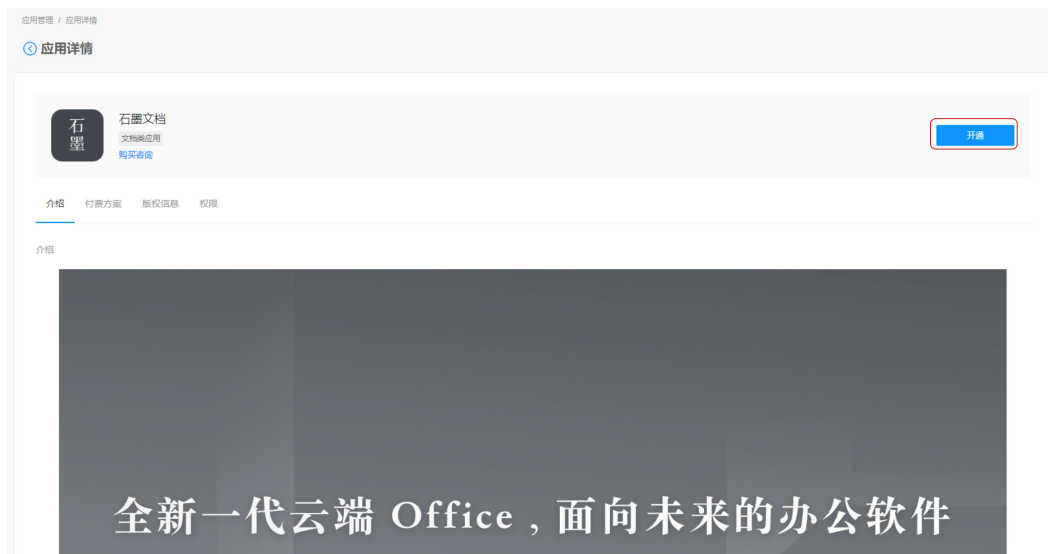 应用管理 / 应用详情
应用详情
石墨
石墨文档
文档类应用
购买咨询
开通
介绍 付费方案 版权信息 权限
介绍
全新一代云端 Office , 面向未来的办公软件